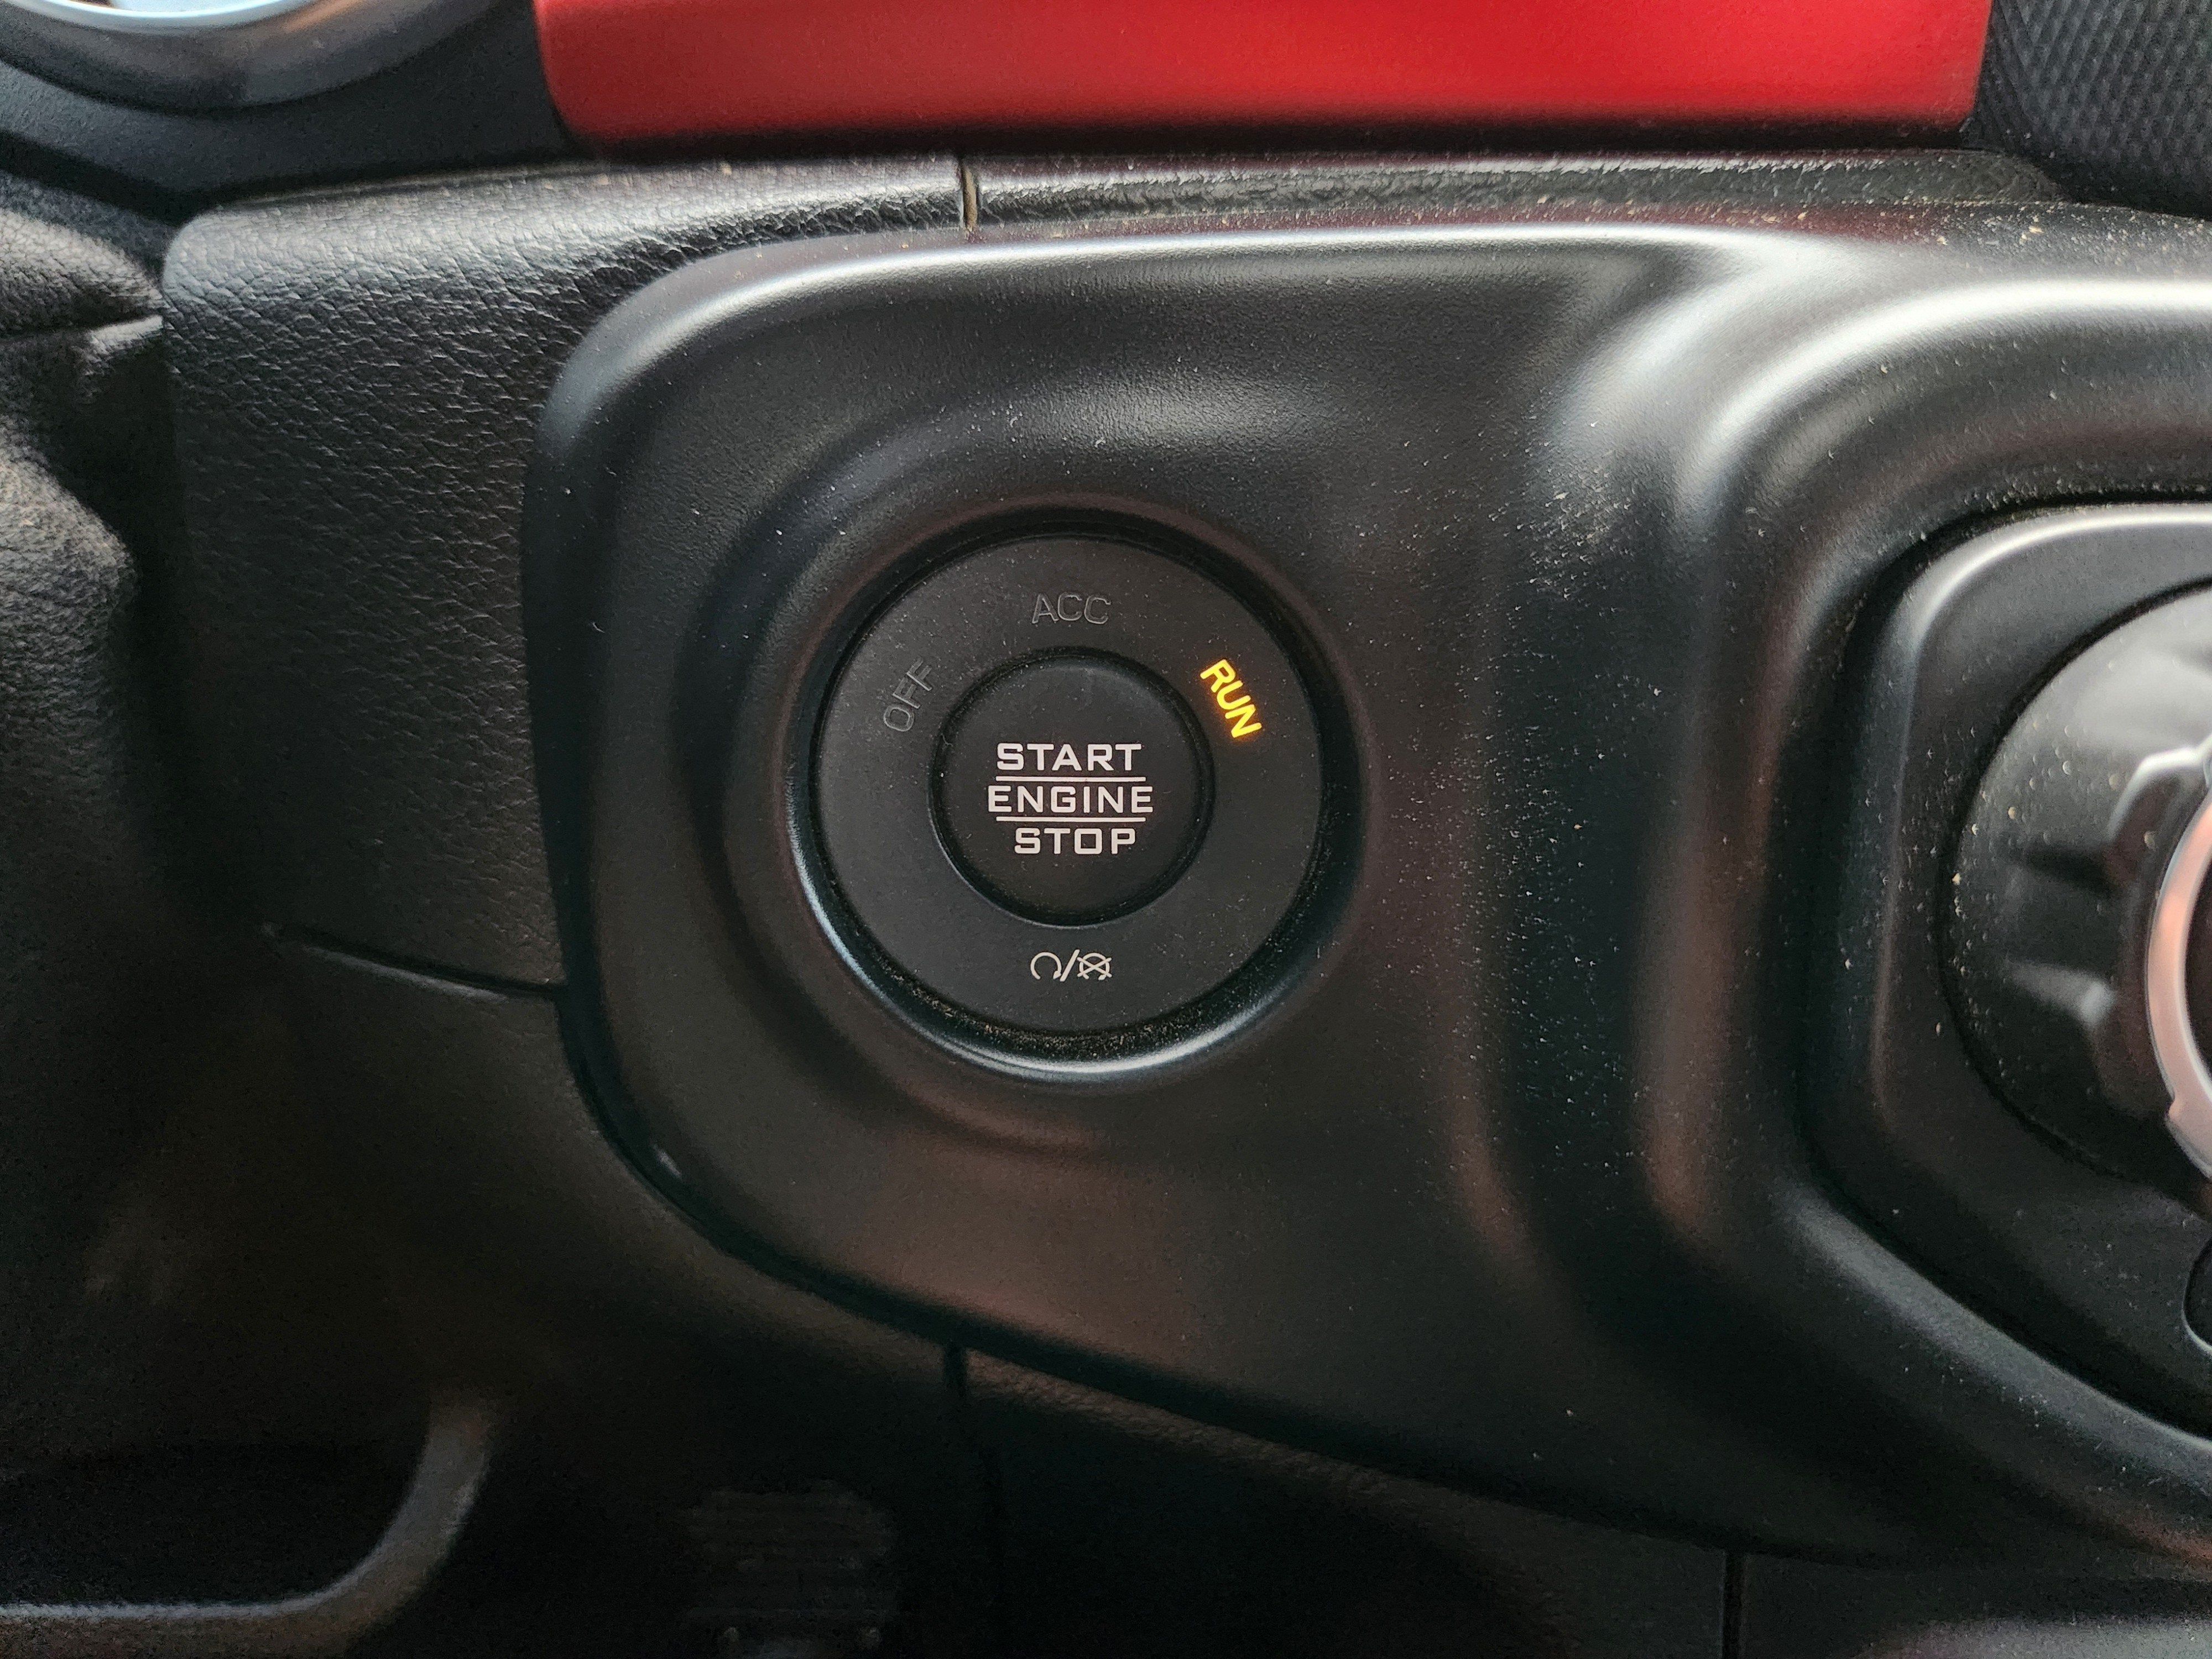 ACC
OFF
RUN
START
ENGINE
STOP